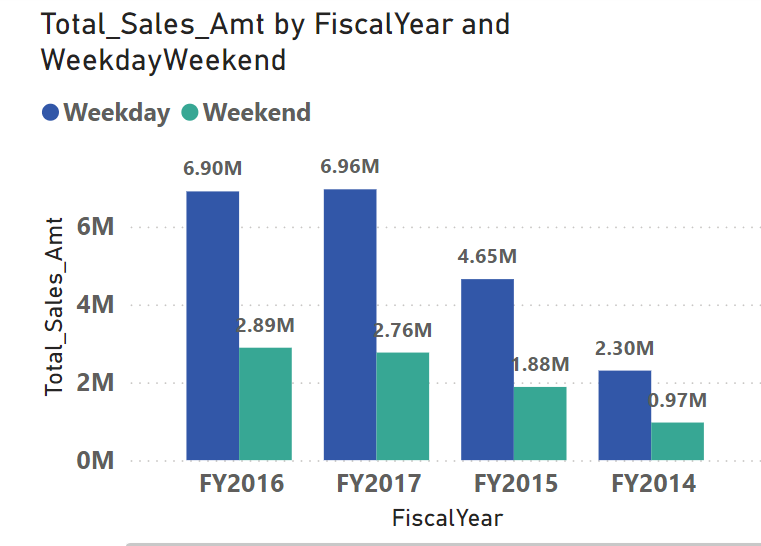 Total_Sales_Amt by FiscalYear and
WeekdayWeekend
Weekday Weekend
6.90M 6.96M
6M
4.65M
Total_Sales_Amt
4M
2.89M 2.76M
2.30M
2M
1.88M
0.97M
0M
FY2016 FY2017 FY2015 FY2014
FiscalYear